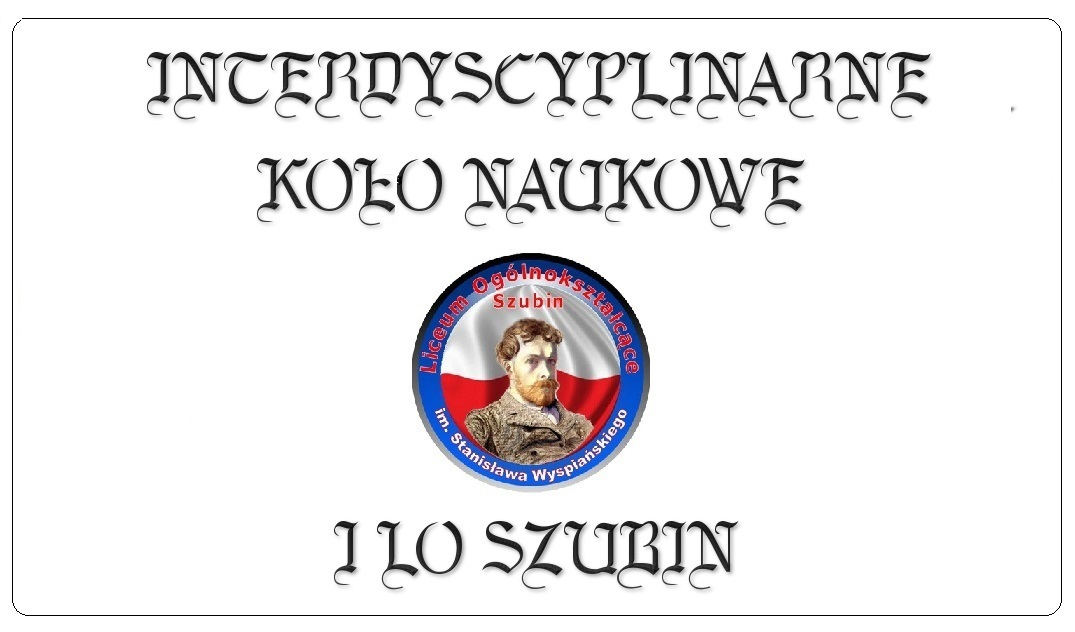 INTERDYSCYPLINARNE
KOŁO NAUKOWE
Liceum Ogólnokształcące
Szubin
im. Stanisława Wyspiańskiego
I LO SZUBIN